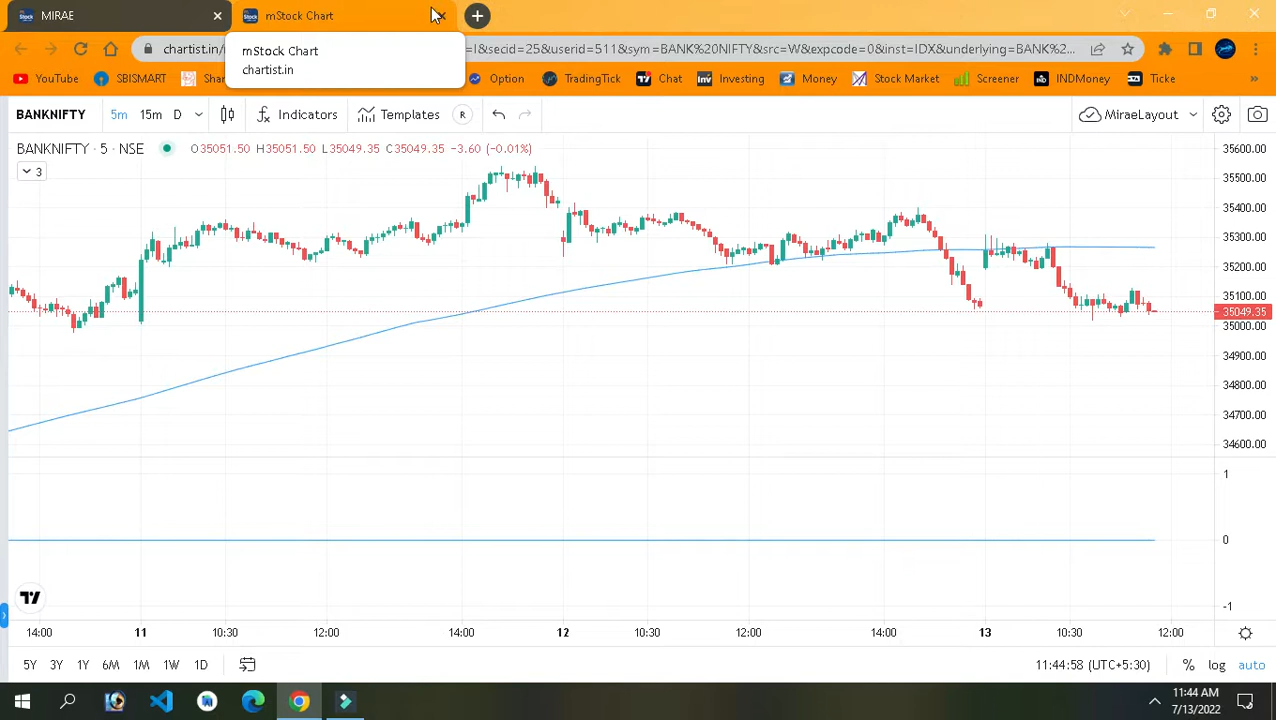 MIRAE
mStock Chart
mStock Chart
chartist.in
chartist.in/
=I&secid=25&userid=511&sym=BANK%20NIFTY&src=W&expcode=0&inst=IDX&underlying=BANK%2...
YouTube SBISMART Shar Option TradingTick Chat Investing Money Stock Market Screener INDMoney Ticke
BANKNIFTY 5m 15m D Indicators Templates R MiraeLayout
BANKNIFTY · 5 · NSE O35051.50 H35051.50 L35049.35 C35049.35 −3.60 (−0.01%)
3
35600.00
35500.00
35400.00
35300.00
35200.00
35100.00
35049.35
35000.00
34900.00
34800.00
34700.00
34600.00
1
0
-1
14:00 11 10:30 12:00 14:00 12 10:30 12:00 14:00 13 10:30 12:00
5Y 3Y 1Y 6M 1M 1W 1D 11:44:58 (UTC+5:30) % log auto
11:44 AM
7/13/2022